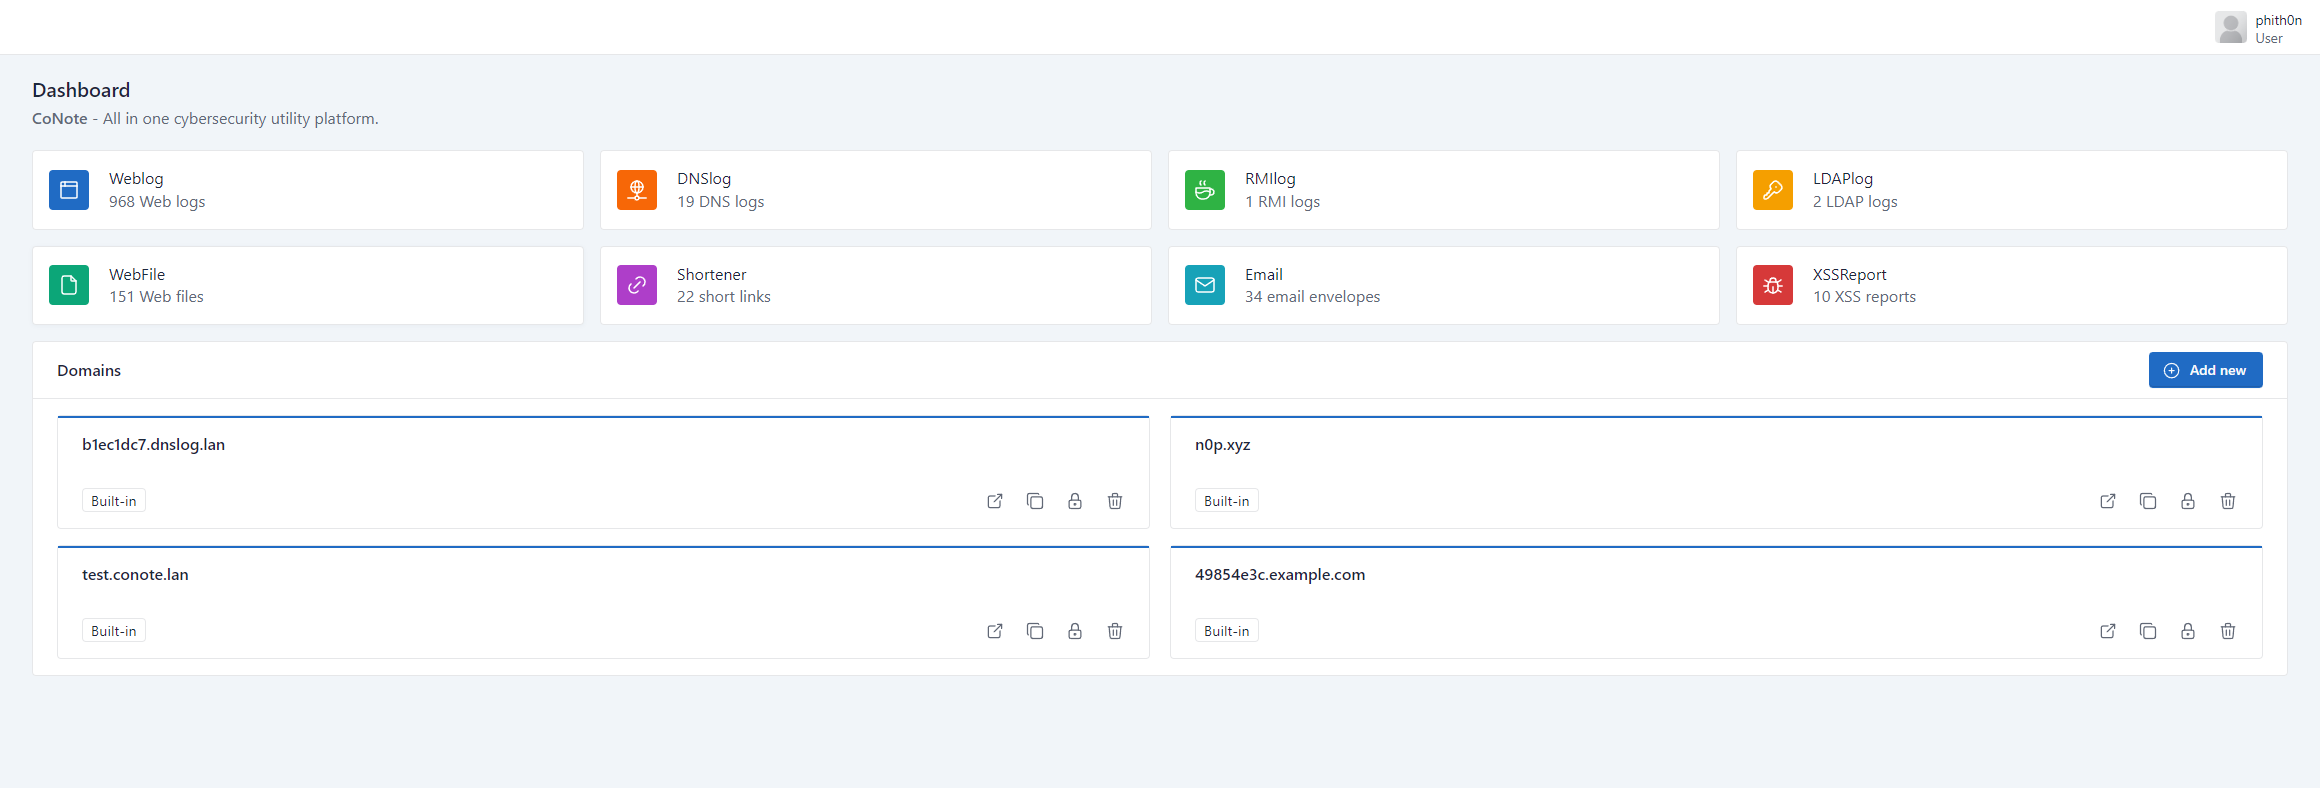 phith0n
User
Dashboard
CoNote - All in one cybersecurity utility platform.
Weblog
968 Web logs
DNSlog
19 DNS logs
RMIlog
1 RMI logs
LDAPlog
2 LDAP logs
WebFile
151 Web files
Shortener
22 short links
Email
34 email envelopes
XSSReport
10 XSS reports
Domains
Add new
b1ec1dc7.dnslog.lan
Built-in
n0p.xyz
Built-in
test.conote.lan
Built-in
49854e3c.example.com
Built-in